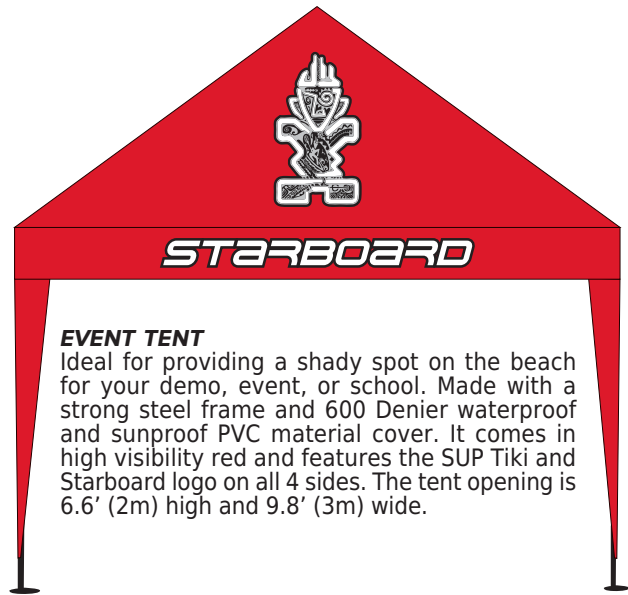 STARBOARD
EVENT TENT
Ideal for providing a shady spot on the beach
for your demo, event, or school. Made with a
strong steel frame and 600 Denier waterproof
and sunproof PVC material cover. It comes in
high visibility red and features the SUP Tiki and
Starboard logo on all 4 sides. The tent opening is
6.6’ (2m) high and 9.8’ (3m) wide.